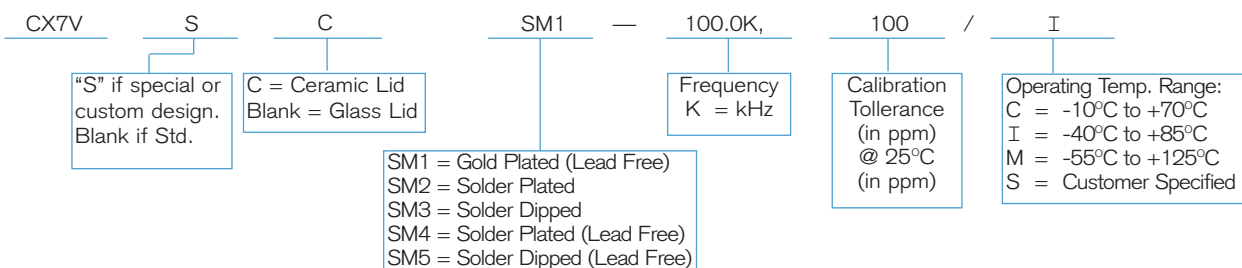 CX7V S C SM1 — 100.0K, 100 / I
"S" if special or
custom design.
Blank if Std.
C = Ceramic Lid
Blank = Glass Lid
SM1 = Gold Plated (Lead Free)
SM2 = Solder Plated
SM3 = Solder Dipped
SM4 = Solder Plated (Lead Free)
SM5 = Solder Dipped (Lead Free)
Frequency
K = kHz
Calibration
Tollerance
(in ppm)
@ 25°C
(in ppm)
Operating Temp. Range:
C = -10°C to +70°C
I = -40°C to +85°C
M = -55°C to +125°C
S = Customer Specified